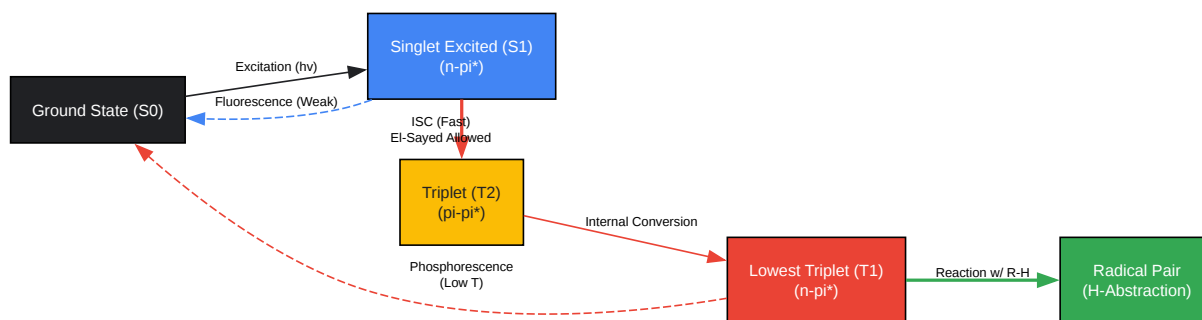 Singlet Excited (S1)
(n-pi*)
Excitation (hv)
Ground State (S0)
Fluorescence (Weak)
ISC (Fast)
El-Sayed Allowed
Triplet (T2)
(pi-pi*)
Internal Conversion
Phosphorescence
(Low T)
Lowest Triplet (T1)
(n-pi*)
Reaction w/ R-H
Radical Pair
(H-Abstraction)